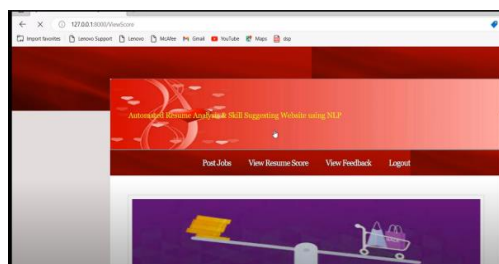 127.0.0.1:8000/ViewScore
Import favorites Lenovo Support Lenovo McAfee Gmail YouTube Maps dsp
Automated Resume Analysis & Skill Suggesting Website using NLP
Post Jobs View Resume Score View Feedback Logout